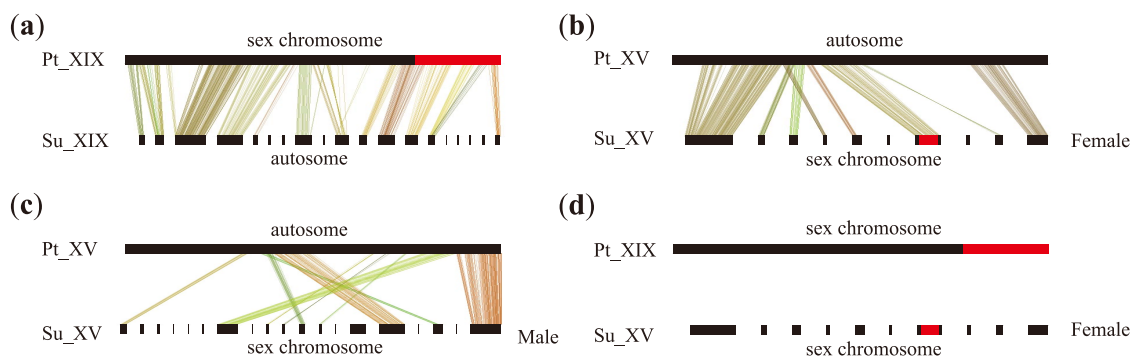 (a)
sex chromosome
Pt_XIX
Su_XIX
autosome
(b)
autosome
Pt_XV
Su_XV
Female
sex chromosome
(c)
autosome
Pt_XV
Su_XV
Male
sex chromosome
(d)
sex chromosome
Pt_XIX
Su_XV
Female
sex chromosome